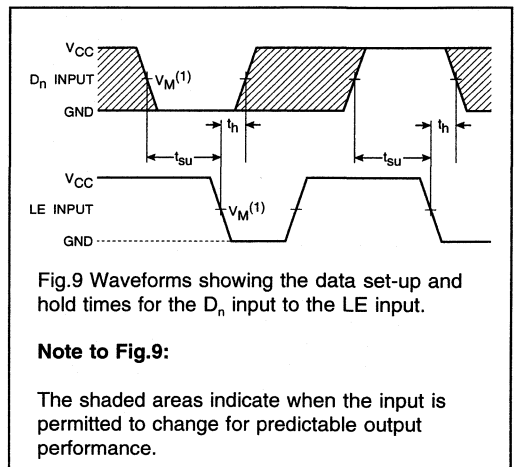 VCC
Dn INPUT
VM(1)
GND
th
th
tsu
tsu
VCC
LE INPUT
VM(1)
GND
Fig.9 Waveforms showing the data set-up and
hold times for the Dn input to the LE input.
Note to Fig.9:
The shaded areas indicate when the input is
permitted to change for predictable output
performance.